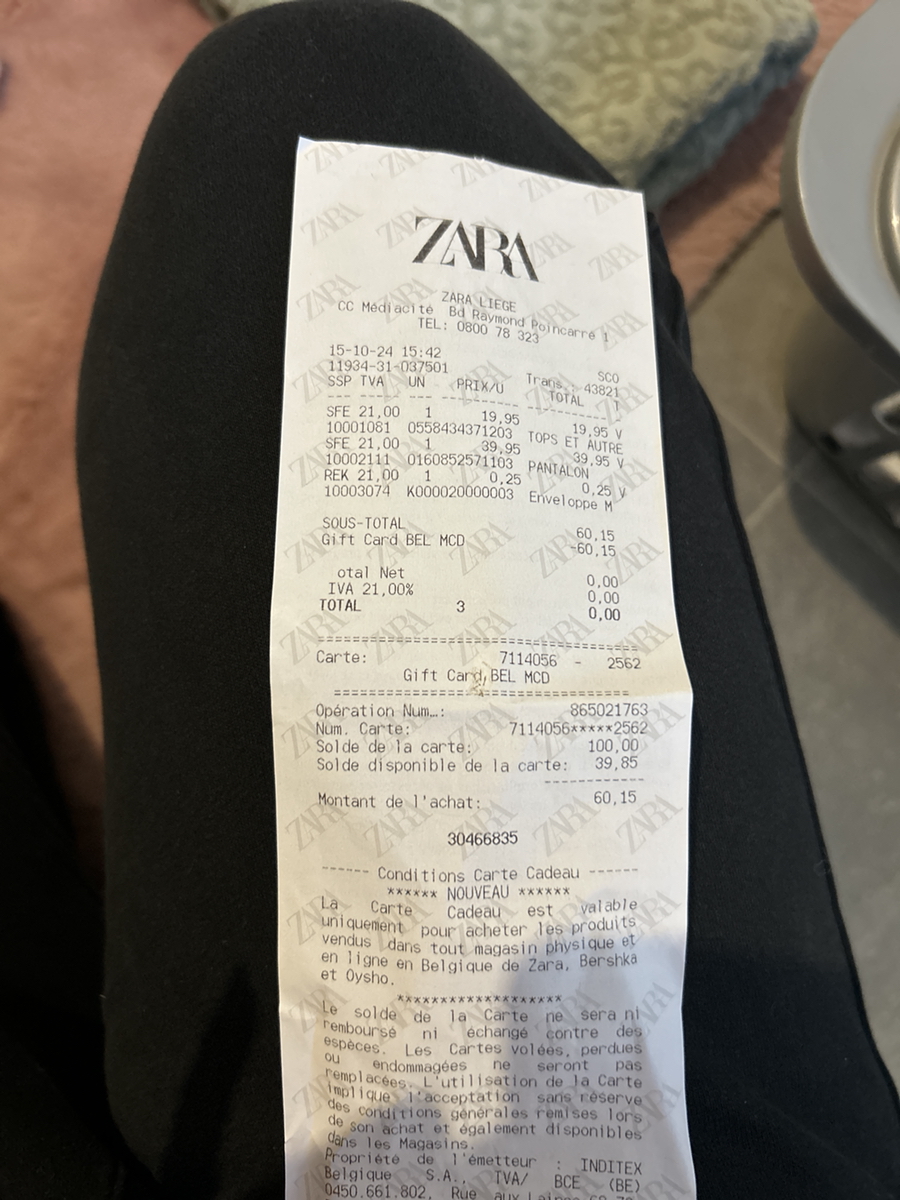 ZARA
ZARA LIEGE
CC Médiacité Bd Raymond Poincarré 1
TEL: 0800 78 323
15-10-24 15:42 SCO
11934-31-037501 Trans.: 43821
SSP TVA UN PRIX/U TOTAL T
--- --- --- ---------- ------------ -
SFE 21,00 1 19,95 19,95 V
10001081 0558434371203 TOPS ET AUTRE
SFE 21,00 1 39,95 39,95 V
10002111 0160852571103 PANTALON
REK 21,00 1 0,25 0,25 V
10003074 K000020000003 Enveloppe M
SOUS-TOTAL 60,15
Gift Card BEL MCD -60,15
otal Net 0,00
IVA 21,00% 0,00
TOTAL 3 0,00
=====================================
Carte: 7114056 - 2562
Gift Card BEL MCD
==================================
Opération Num…: 865021763
Num. Carte: 7114056*****2562
Solde de la carte: 100,00
Solde disponible de la carte: 39,85
------------
Montant de l'achat: 60,15
30466835
------ Conditions Carte Cadeau ------
****** NOUVEAU ******
La Carte Cadeau est valable
uniquement pour acheter les produits
vendus dans tout magasin physique et
en ligne en Belgique de Zara, Bershka
et Oysho.
*******************
Le solde de la Carte ne sera ni
remboursé ni échangé contre des
espèces. Les Cartes volées, perdues
ou endommagées ne seront pas
remplacées. L'utilisation de la Carte
implique l'acceptation sans réserve
des conditions générales remises lors
de son achat et également disponibles
dans les Magasins.
Propriété de l'émetteur : INDITEX
Belgique S.A., TVA/ BCE (BE)
0450.661.802, Rue aux